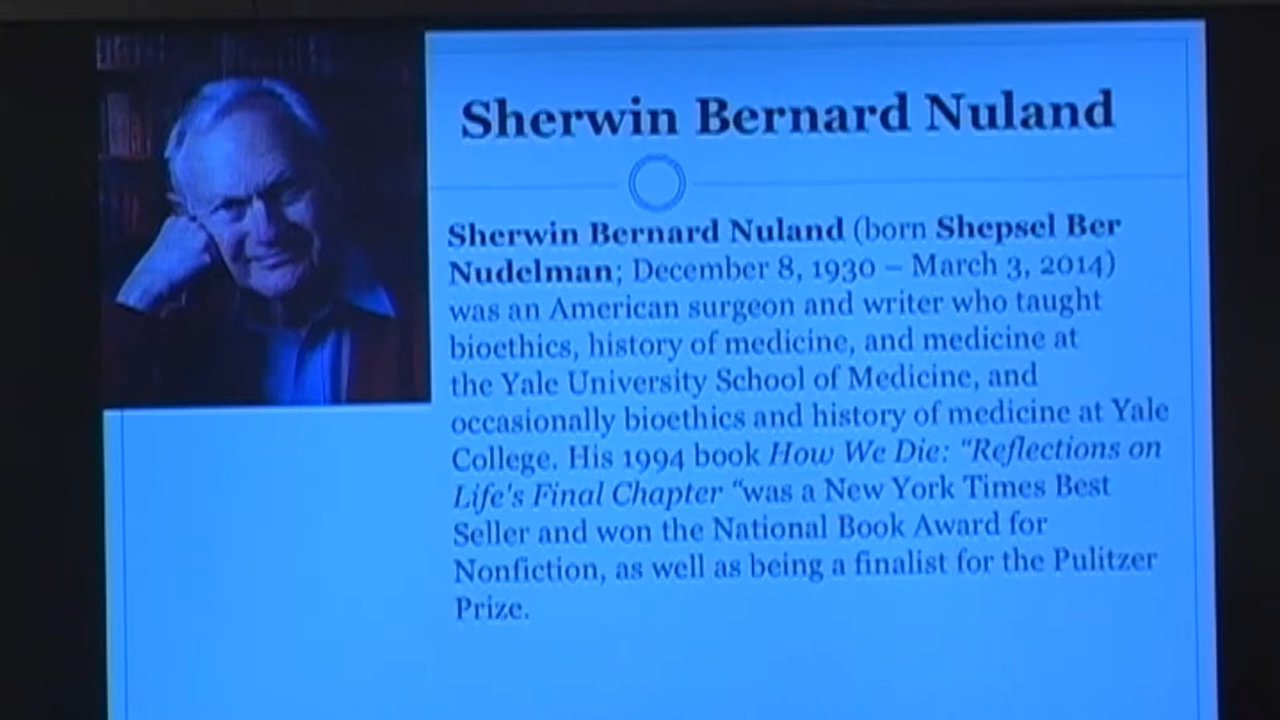 Sherwin Bernard Nuland
Sherwin Bernard Nuland (born Shepsel Ber
Nudelman; December 8, 1930 – March 3, 2014)
was an American surgeon and writer who taught
bioethics, history of medicine, and medicine at
the Yale University School of Medicine, and
occasionally bioethics and history of medicine at Yale
College. His 1994 book How We Die: “Reflections on
Life's Final Chapter “was a New York Times Best
Seller and won the National Book Award for
Nonfiction, as well as being a finalist for the Pulitzer
Prize.